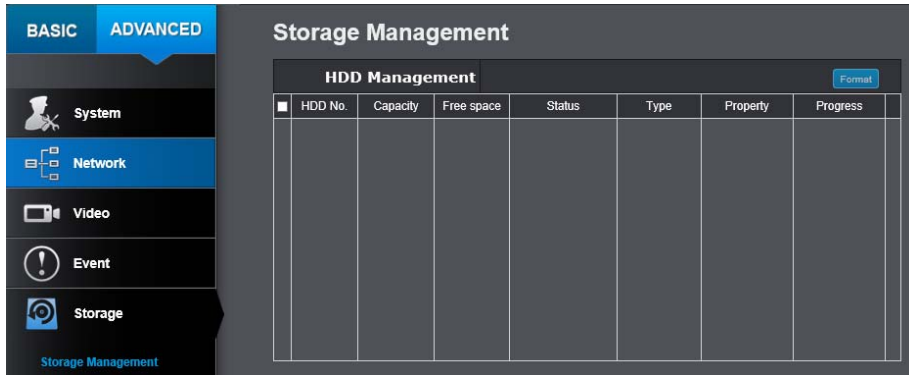 BASIC
ADVANCED
System
Network
Video
Event
Storage
Storage Management
Storage Management
HDD Management
Format
HDD No. Capacity Free space Status Type Property Progress